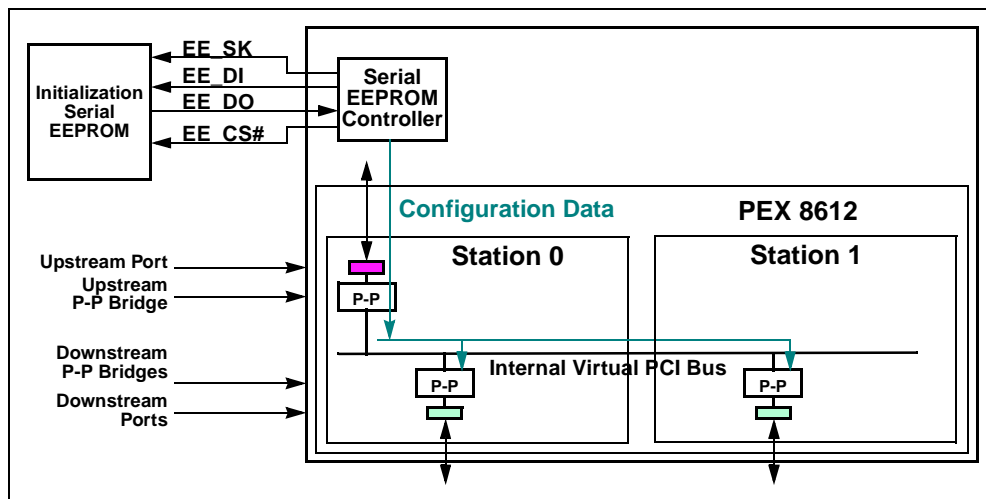 EE_SK
EE_DI
EE_DO
EE_CS#
Initialization
Serial
EEPROM
Serial
EEPROM
Controller
Configuration Data
PEX 8612
Station 0
Station 1
Upstream Port
Upstream
P-P Bridge
P-P
Internal Virtual PCI Bus
Downstream
P-P Bridges
P-P
P-P
Downstream
Ports